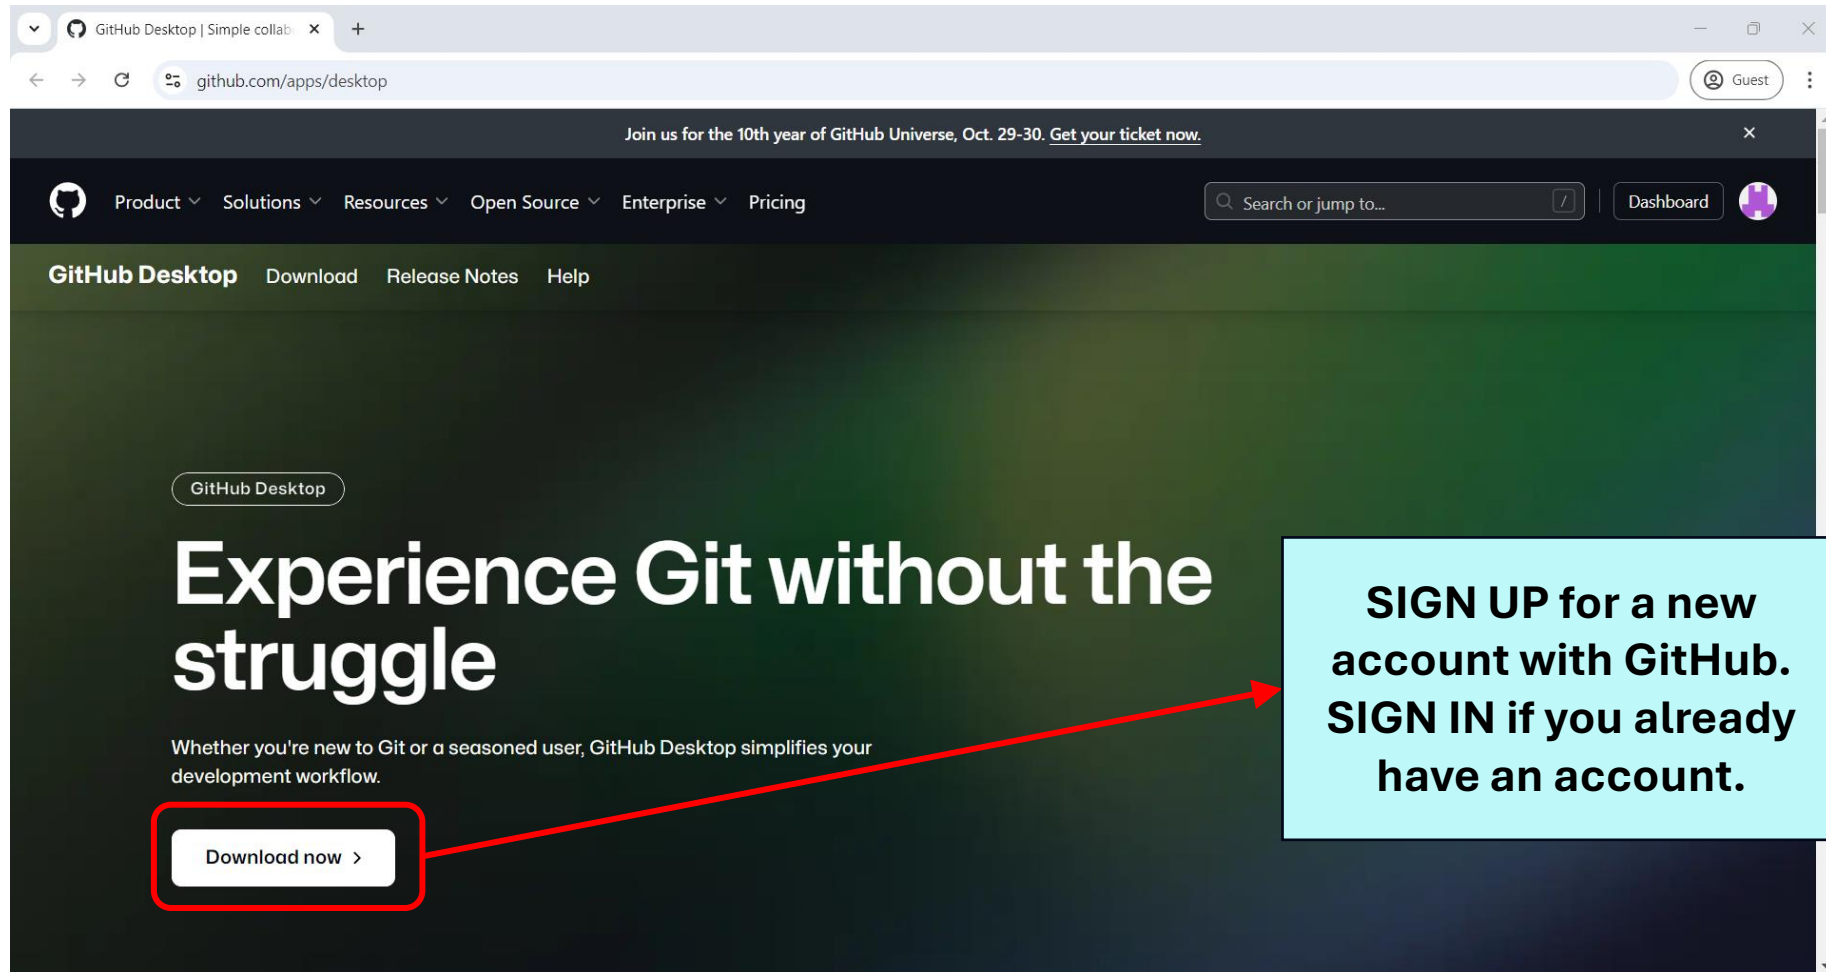 GitHub Desktop | Simple collab
github.com/apps/desktop
Guest
Join us for the 10th year of GitHub Universe, Oct. 29-30. Get your ticket now.
Product Solutions Resources Open Source Enterprise Pricing
Search or jump to... /
Dashboard
GitHub Desktop Download Release Notes Help
GitHub Desktop
Experience Git without the
struggle
Whether you're new to Git or a seasoned user, GitHub Desktop simplifies your
development workflow.
Download now
SIGN UP for a new
account with GitHub.
SIGN IN if you already
have an account.